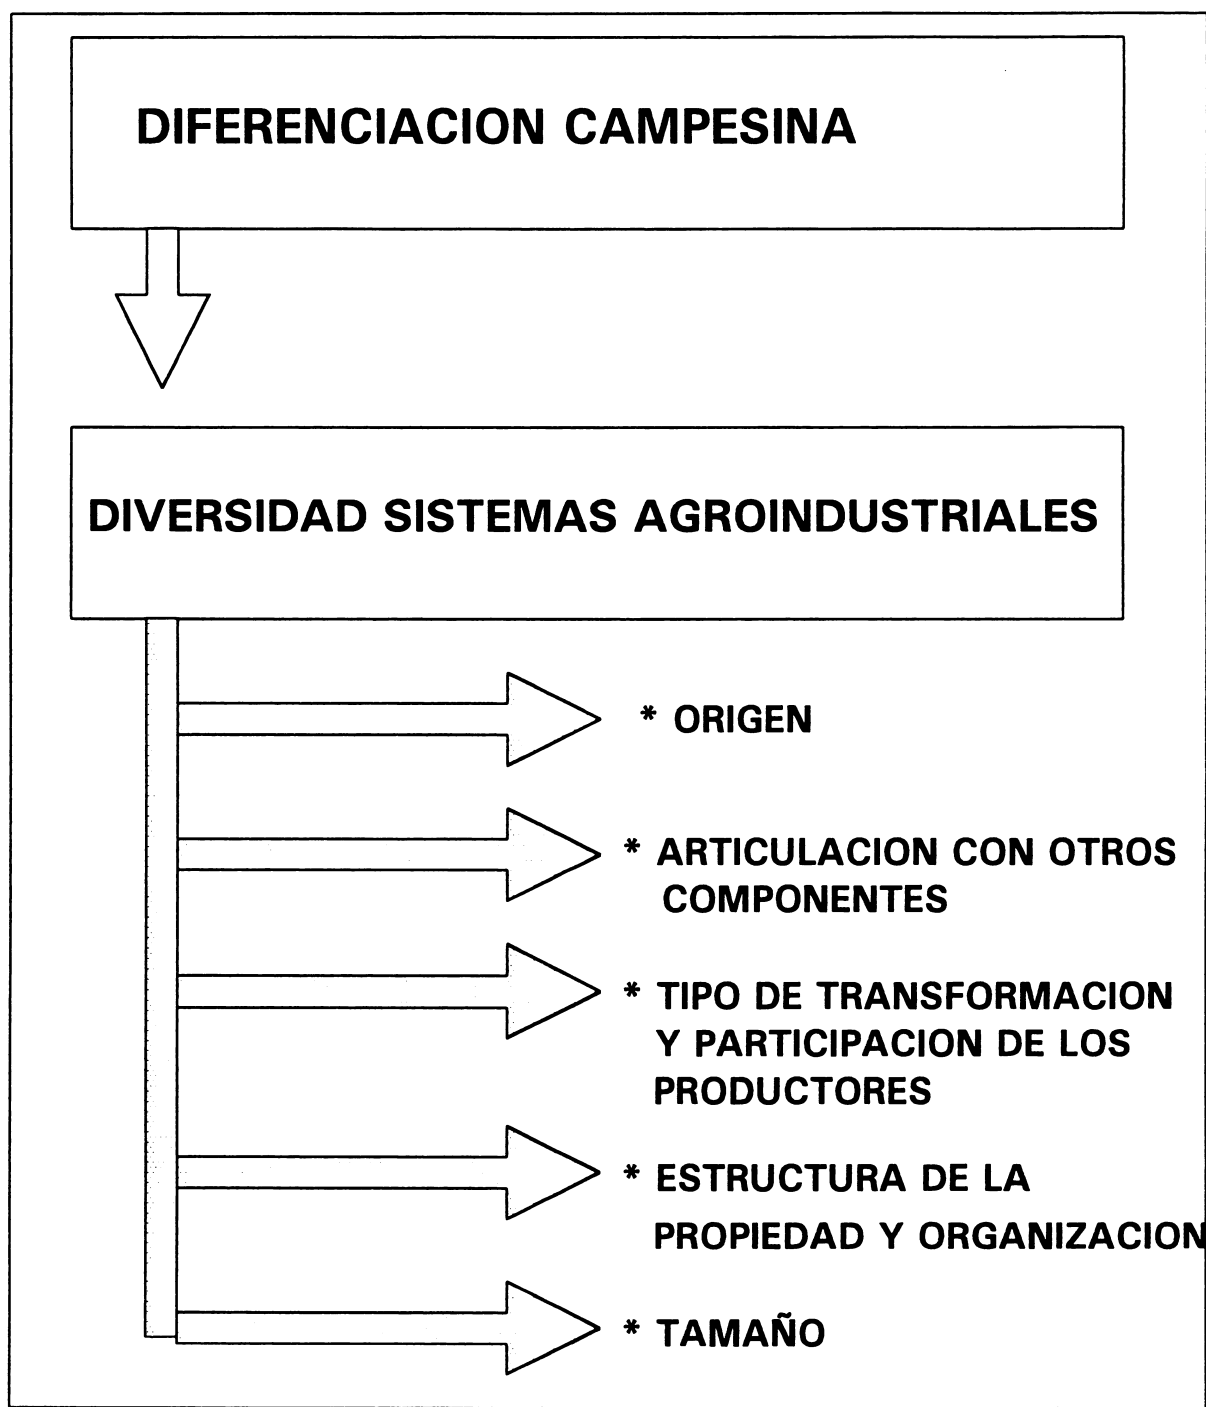 DIFERENCIACION CAMPESINA
DIVERSIDAD SISTEMAS AGROINDUSTRIALES
* ORIGEN
* ARTICULACION CON OTROS
COMPONENTES
* TIPO DE TRANSFORMACION
Y PARTICIPACION DE LOS
PRODUCTORES
* ESTRUCTURA DE LA
PROPIEDAD Y ORGANIZACION
* TAMAÑO